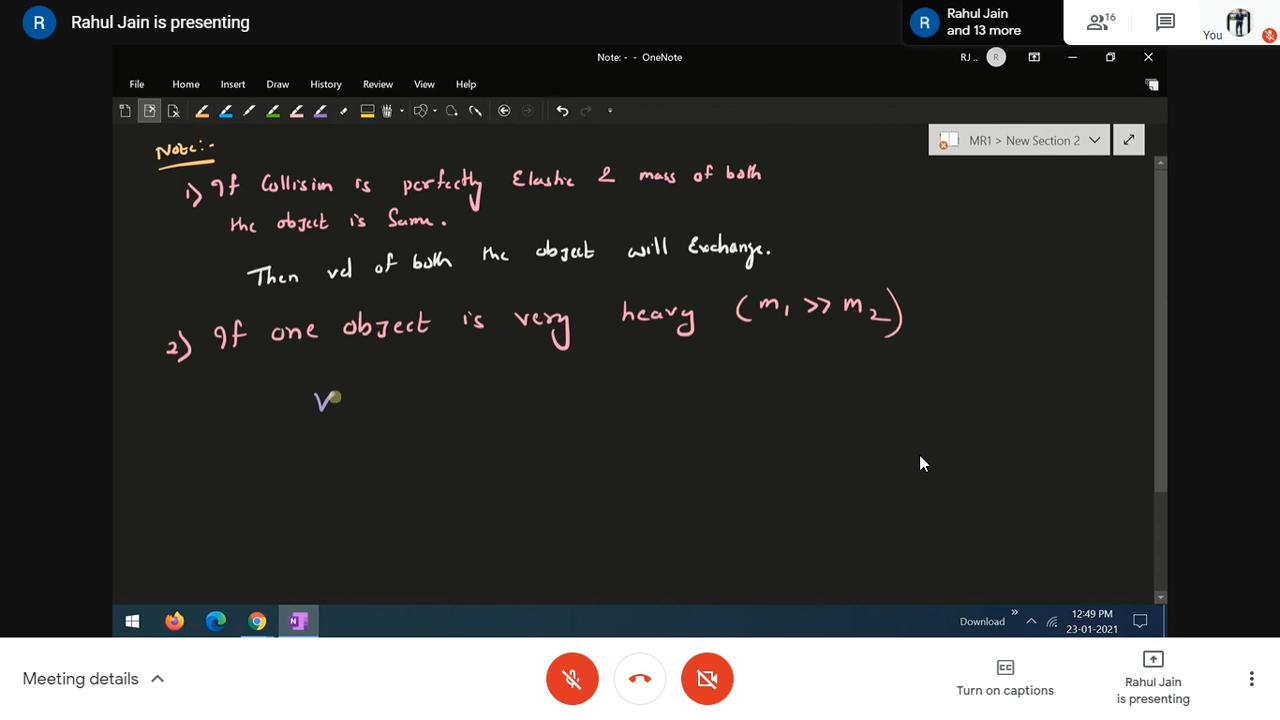 R Rahul Jain is presenting
R Rahul Jain
and 13 more
16
You
Note: - - OneNote
RJ ..
R
File Home Insert Draw History Review View Help
MR1 > New Section 2
Note:-
1) If Collision is perfectly Elastic & mass of both
the object is Same.
Then vel of both the object will Exchange.
2) If one object is very heavy (m1 >> m2)
V
Download
12:49 PM
23-01-2021
Meeting details
Turn on captions
Rahul Jain
is presenting